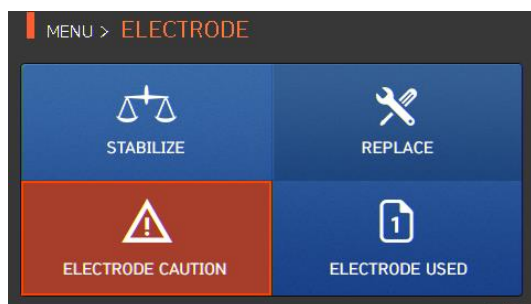 MENU > ELECTRODE
STABILIZE
REPLACE
ELECTRODE CAUTION
1
ELECTRODE USED